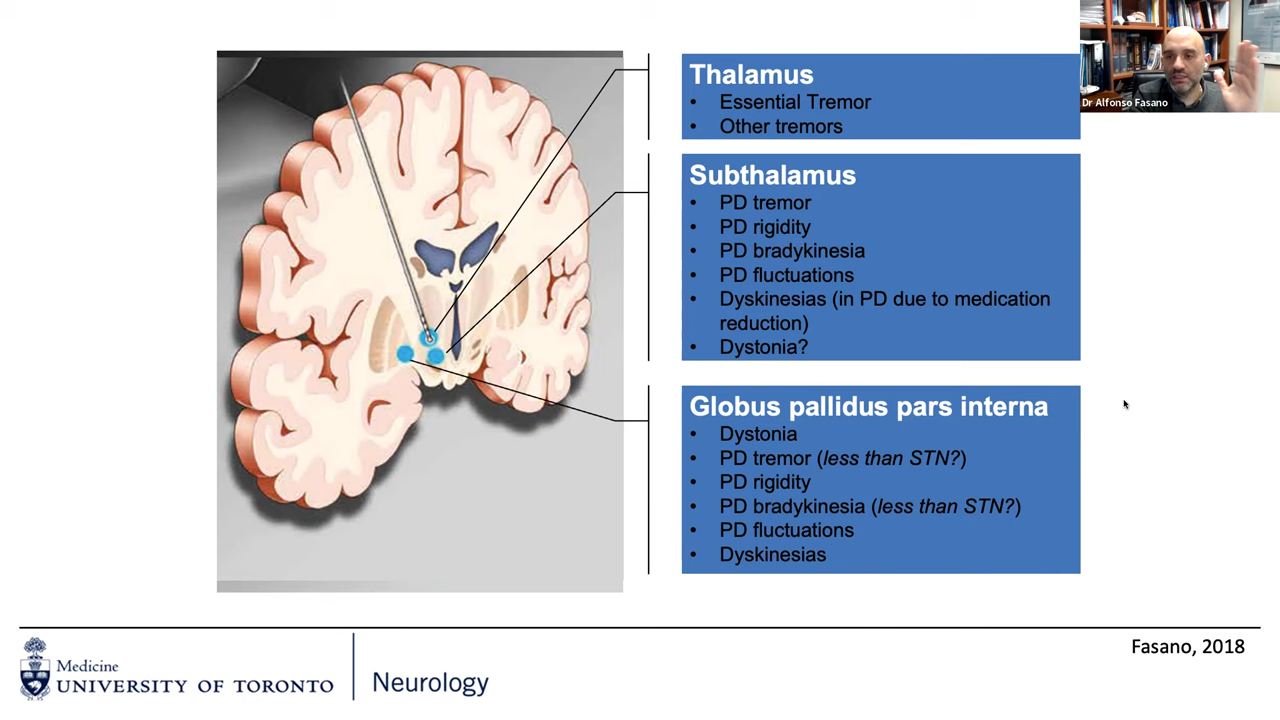 Thalamus
• Essential Tremor
• Other tremors
Subthalamus
• PD tremor
• PD rigidity
• PD bradykinesia
• PD fluctuations
• Dyskinesias (in PD due to medication
reduction)
• Dystonia?
Globus pallidus pars interna
• Dystonia
• PD tremor (less than STN?)
• PD rigidity
• PD bradykinesia (less than STN?)
• PD fluctuations
• Dyskinesias
Dr Alfonso Fasano
Fasano, 2018
Medicine
UNIVERSITY OF TORONTO
Neurology